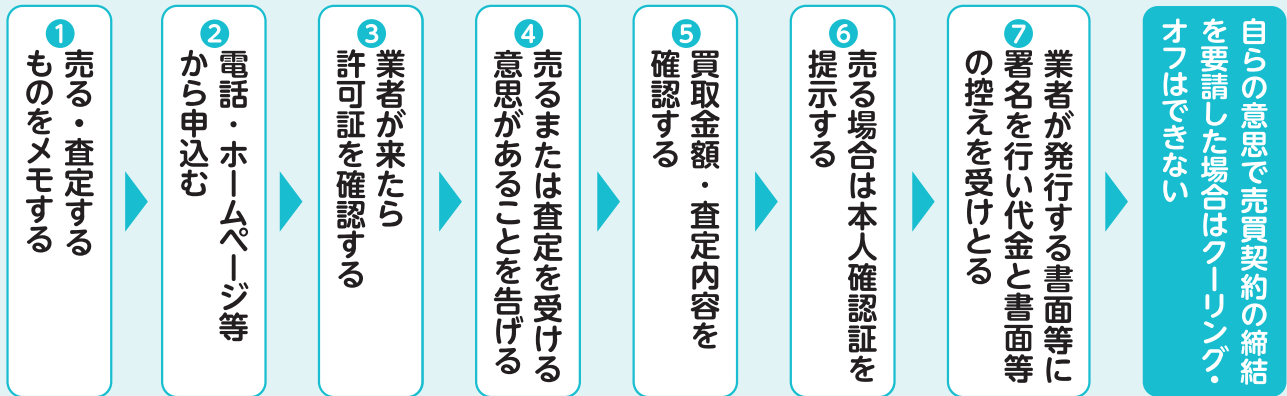 ①
売る・査定する
ものをメモする
②
電話・ホームページ等
から申込む
③
業者が来たら
許可証を確認する
④
売るまたは査定を受ける
意思があることを告げる
⑤
買取金額・査定内容を
確認する
⑥
売る場合は本人確認証を
提示する
⑦
業者が発行する書面等に
署名を行い代金と書面等
の控えを受けとる
自らの意思で売買契約の締結
を要請した場合はクーリング・
オフはできない